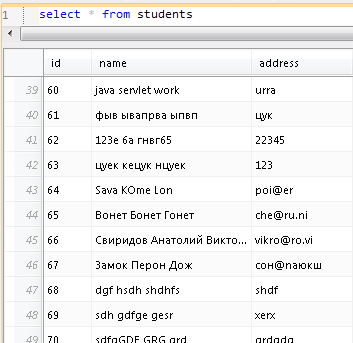 1 select * from students
id name address
39 60 java servlet work urra
40 61 фыв ывапрва ыпвп цук
41 62 123е 6а гнвг65 22345
42 63 цуек кецук нцуек 123
43 64 Sava KOme Lon poi@er
44 65 Вонет Бонет Гонет che@ru.ni
45 66 Свиридов Анатолий Викто... vikro@ro.vi
46 67 Замок Перон Дож сон@паюкш
47 68 dgf hsdh shdhfs shdf
48 69 sdh gdfge gesr xerx
49 70 sdfgGDF GRG grd grdgdg